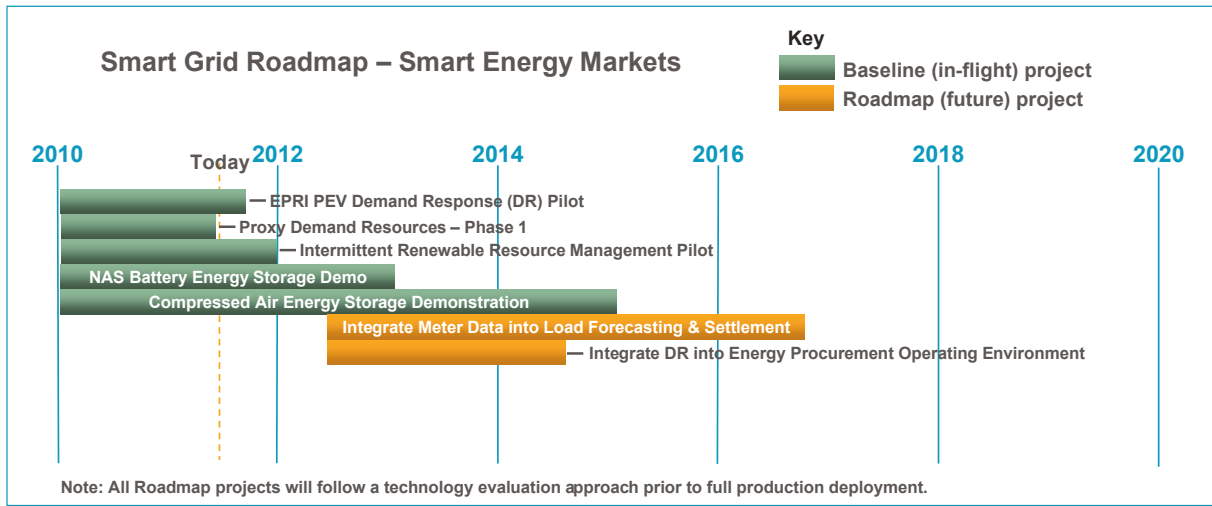 Smart Grid Roadmap – Smart Energy Markets
Key
Baseline (in-flight) project
Roadmap (future) project
2010
Today
2012
2014
2016
2018
2020
EPRI PEV Demand Response (DR) Pilot
Proxy Demand Resources – Phase 1
Intermittent Renewable Resource Management Pilot
NAS Battery Energy Storage Demo
Compressed Air Energy Storage Demonstration
Integrate Meter Data into Load Forecasting & Settlement
Integrate DR into Energy Procurement Operating Environment
Note: All Roadmap projects will follow a technology evaluation approach prior to full production deployment.